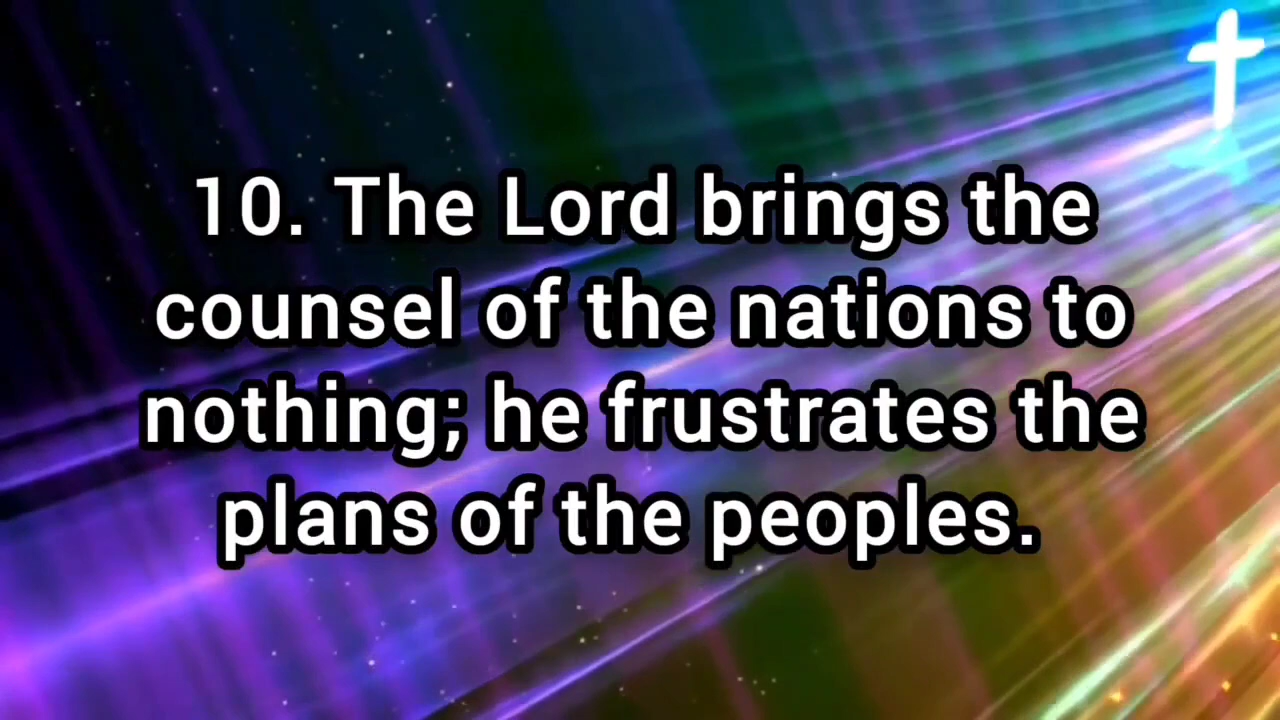 10. The Lord brings the
counsel of the nations to
nothing; he frustrates the
plans of the peoples.